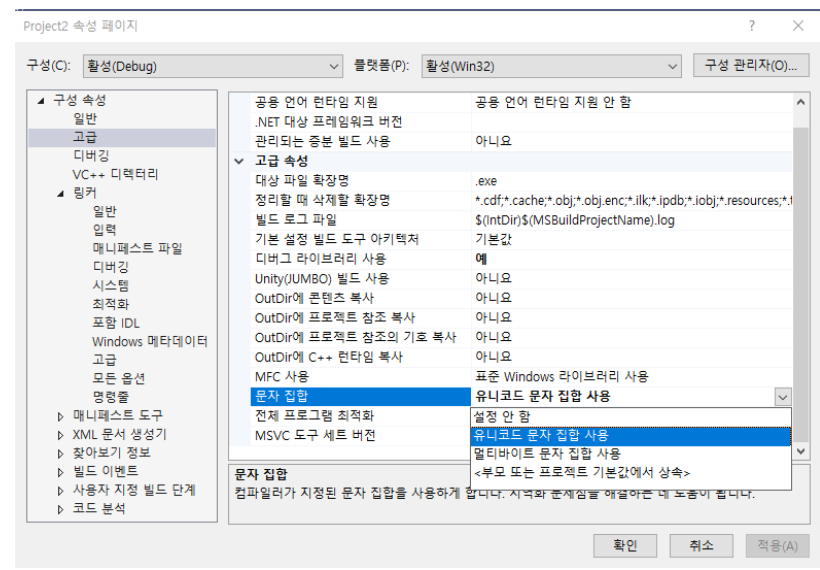 Project2 속성 페이지
? ×
구성(C): 활성(Debug) 플랫폼(P): 활성(Win32) 구성 관리자(O)...
구성 속성
일반
고급
디버깅
VC++ 디렉터리
링커
일반
입력
매니페스트 파일
디버깅
시스템
최적화
포함 IDL
Windows 메타데이터
고급
모든 옵션
명령줄
매니페스트 도구
XML 문서 생성기
찾아보기 정보
빌드 이벤트
사용자 지정 빌드 단계
코드 분석
공용 언어 런타임 지원 공용 언어 런타임 지원 안 함
.NET 대상 프레임워크 버전
관리되는 증분 빌드 사용 아니요
고급 속성
대상 파일 확장명 .exe
정리할 때 삭제할 확장명 *.cdf;*.cache;*.obj;*.obj.enc;*.ilk;*.ipdb;*.iobj;*.resources;*.t
빌드 로그 파일 $(IntDir)$(MSBuildProjectName).log
기본 설정 빌드 도구 아키텍처 기본값
디버그 라이브러리 사용 예
Unity(JUMBO) 빌드 사용 아니요
OutDir에 콘텐츠 복사 아니요
OutDir에 프로젝트 참조 복사 아니요
OutDir에 프로젝트 참조의 기호 복사 아니요
OutDir에 C++ 런타임 복사 아니요
MFC 사용 표준 Windows 라이브러리 사용
문자 집합 유니코드 문자 집합 사용
전체 프로그램 최적화
MSVC 도구 세트 버전
설정 안 함
유니코드 문자 집합 사용
멀티바이트 문자 집합 사용
<부모 또는 프로젝트 기본값에서 상속>
문자 집합
컴파일러가 지정된 문자 집합을 사용하게 합니다. 지역화 문제점을 해결하는 데 도움이 됩니다.
확인 취소 적용(A)